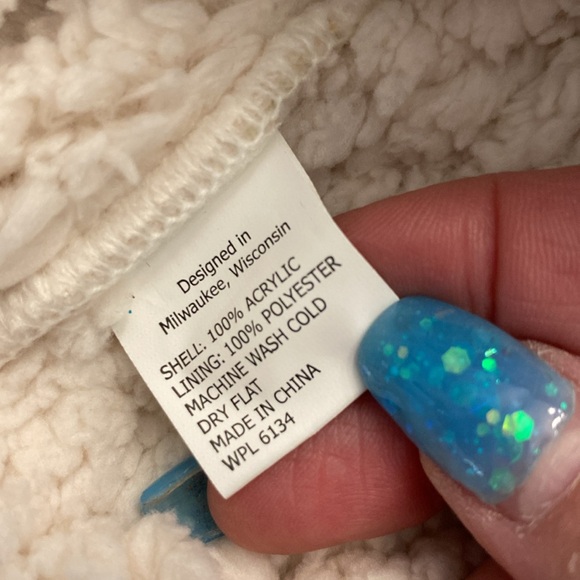 Designed in
Milwaukee, Wisconsin
SHELL: 100% ACRYLIC
LINING: 100% POLYESTER
MACHINE WASH COLD
DRY FLAT
MADE IN CHINA
WPL 6134